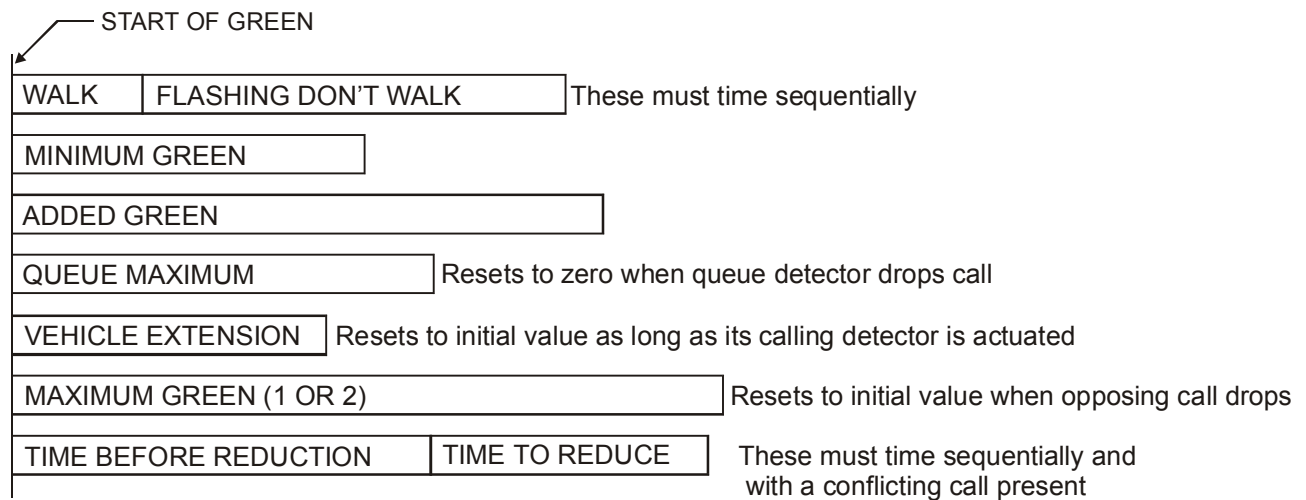 START OF GREEN
WALK FLASHING DON'T WALK These must time sequentially
MINIMUM GREEN
ADDED GREEN
QUEUE MAXIMUM Resets to zero when queue detector drops call
VEHICLE EXTENSION Resets to initial value as long as its calling detector is actuated
MAXIMUM GREEN (1 OR 2) Resets to initial value when opposing call drops
TIME BEFORE REDUCTION TIME TO REDUCE These must time sequentially and
with a conflicting call present